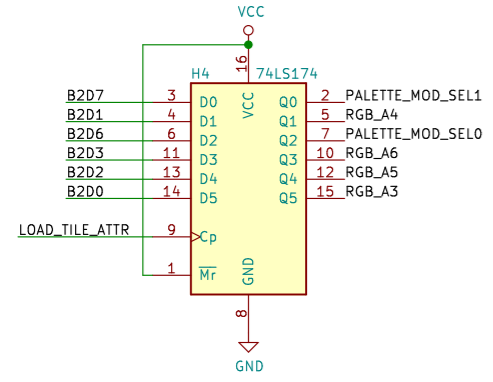 VCC
16
H4 74LS174
VCC
B2D7 3 D0 Q0 2 PALETTE_MOD_SEL1
B2D1 4 D1 Q1 5 RGB_A4
B2D6 6 D2 Q2 7 PALETTE_MOD_SEL0
B2D3 11 D3 Q3 10 RGB_A6
B2D2 13 D4 Q4 12 RGB_A5
B2D0 14 D5 Q5 15 RGB_A3
LOAD_TILE_ATTR 9 Cp
1 Mr
GND
8
GND